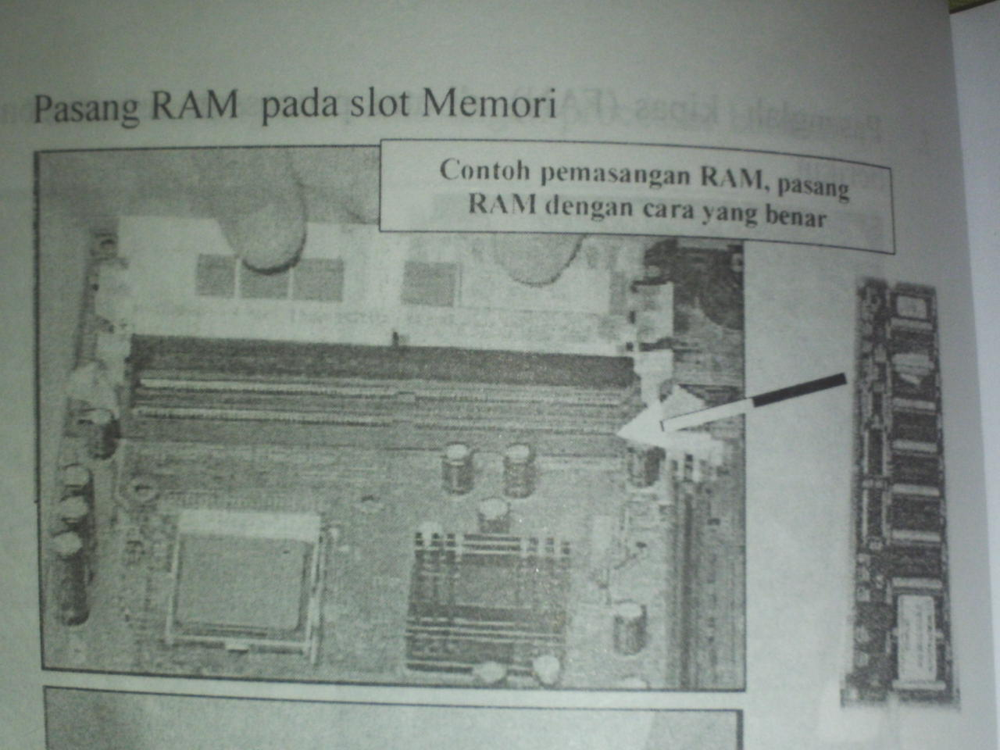 Pasang RAM pada slot Memori
Contoh pemasangan RAM, pasang
RAM dengan cara yang benar